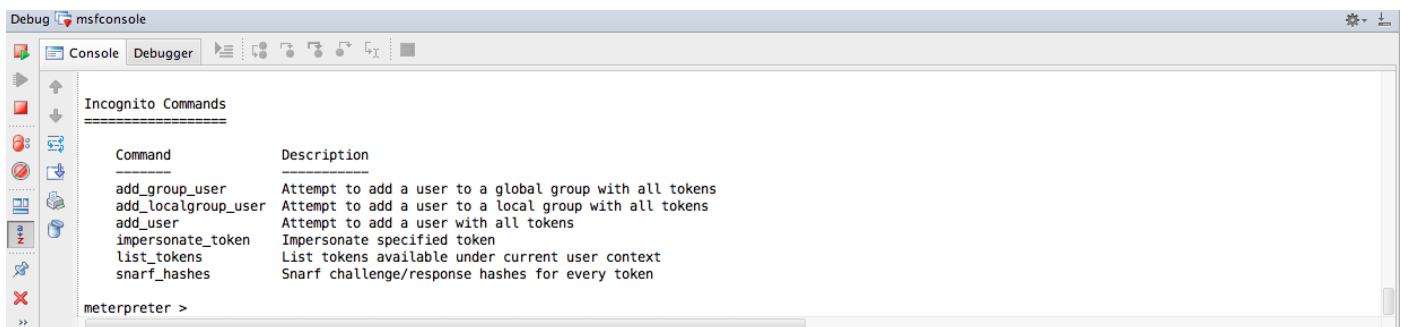 Debug msfconsole
Console Debugger
Incognito Commands
==================
Command Description
------- -----------
add_group_user Attempt to add a user to a global group with all tokens
add_localgroup_user Attempt to add a user to a local group with all tokens
add_user Attempt to add a user with all tokens
impersonate_token Impersonate specified token
list_tokens List tokens available under current user context
snarf_hashes Snarf challenge/response hashes for every token
meterpreter >